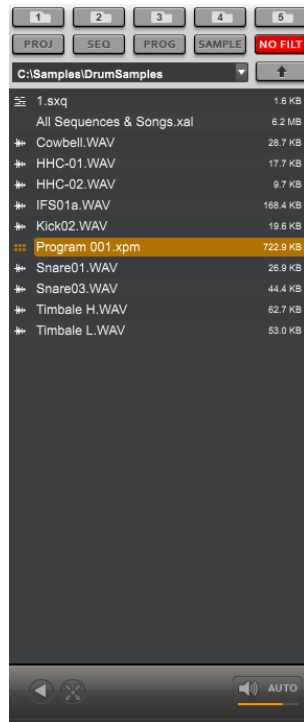 1 2 3 4 5
PROJ SEQ PROG SAMPLE NO FILT
C:\Samples\DrumSamples
1.sxq 1.6 KB
All Sequences & Songs.xal 6.2 MB
Cowbell.WAV 28.7 KB
HHC-01.WAV 17.7 KB
HHC-02.WAV 9.7 KB
IFS01a.WAV 168.4 KB
Kick02.WAV 19.6 KB
Program 001.xpm 722.9 KB
Snare01.WAV 26.9 KB
Snare03.WAV 44.4 KB
Timbale H.WAV 62.7 KB
Timbale L.WAV 53.0 KB
AUTO